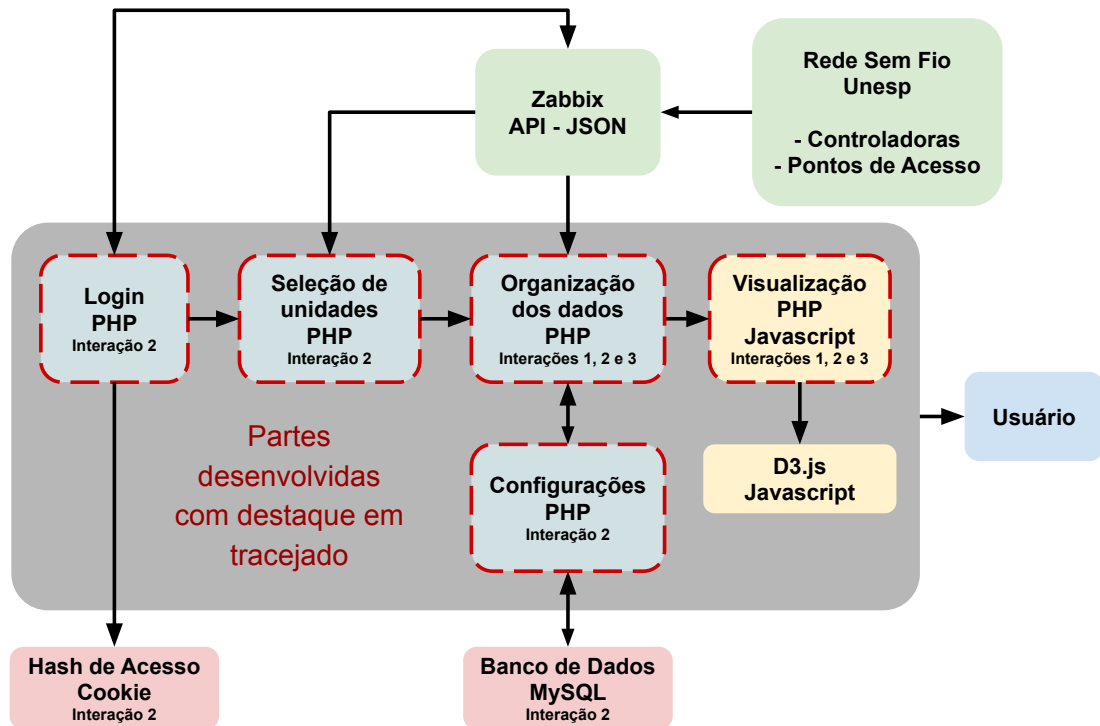 Zabbix
API - JSON
Rede Sem Fio
Unesp
- Controladoras
- Pontos de Acesso
Login
PHP
Interação 2
Seleção de
unidades
PHP
Interação 2
Organização
dos dados
PHP
Interações 1, 2 e 3
Visualização
PHP
Javascript
Interações 1, 2 e 3
Usuário
Partes
desenvolvidas
com destaque em
tracejado
Configurações
PHP
Interação 2
D3.js
Javascript
Hash de Acesso
Cookie
Interação 2
Banco de Dados
MySQL
Interação 2